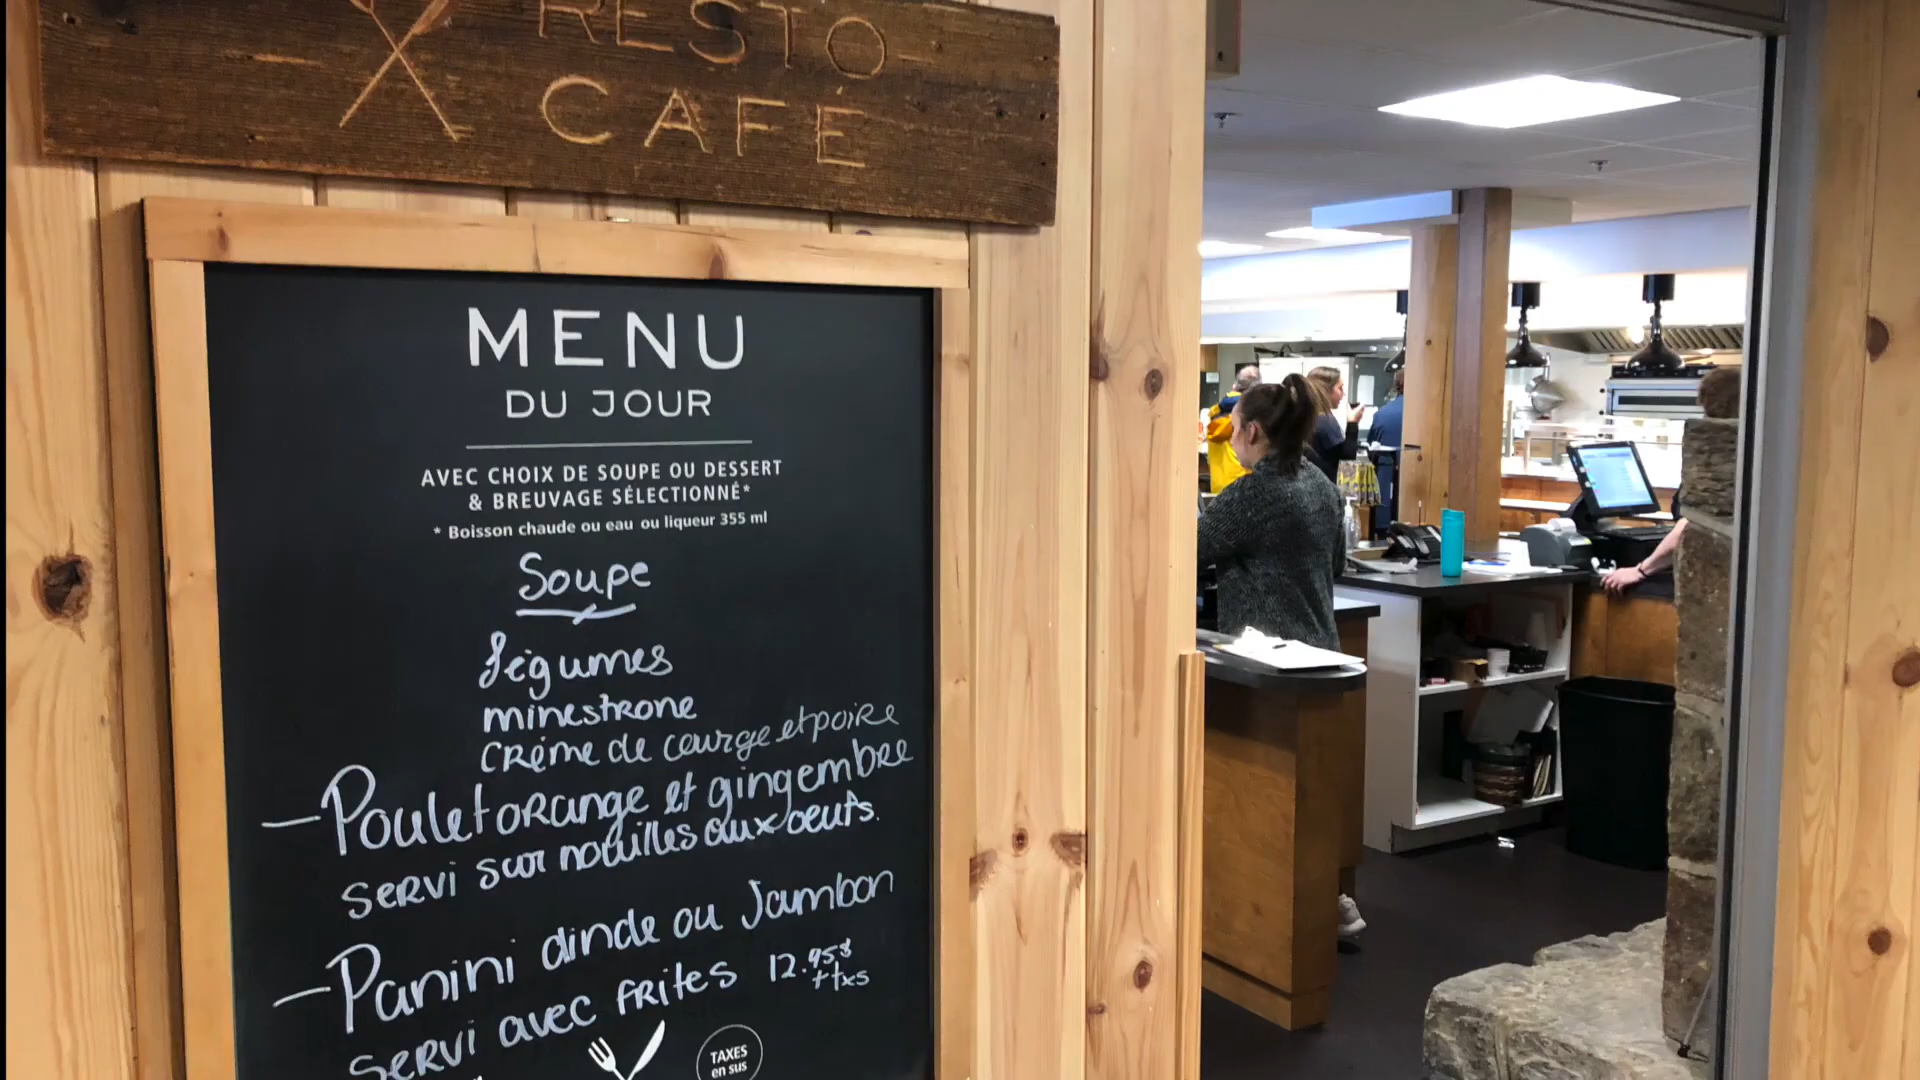 RESTO-
CAFÉ
MENU
DU JOUR
AVEC CHOIX DE SOUPE OU DESSERT
& BREUVAGE SÉLECTIONNÉ*
* Boisson chaude ou eau ou liqueur 355 ml
Soupe
légumes
minestrone
crème de courge et poire
— Poulet orange et gingembre
servi sur nouilles aux oeufs.
— Panini dinde ou Jambon
servi avec frites 12.95$
+txs
servi
TAXES
en sus